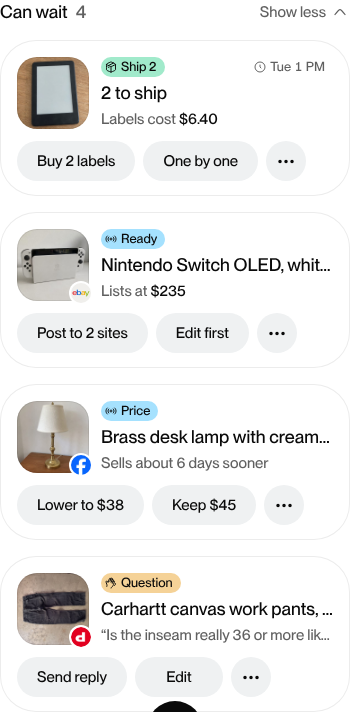 Can wait 4
Show less
Ship 2
Tue 1 PM
2 to ship
Labels cost $6.40
Buy 2 labels
One by one
Ready
Nintendo Switch OLED, whit...
ebay
Lists at $235
Post to 2 sites
Edit first
Price
Brass desk lamp with cream...
Sells about 6 days sooner
Lower to $38
Keep $45
Question
Carhartt canvas work pants, ...
“Is the inseam really 36 or more lik...
Send reply
Edit